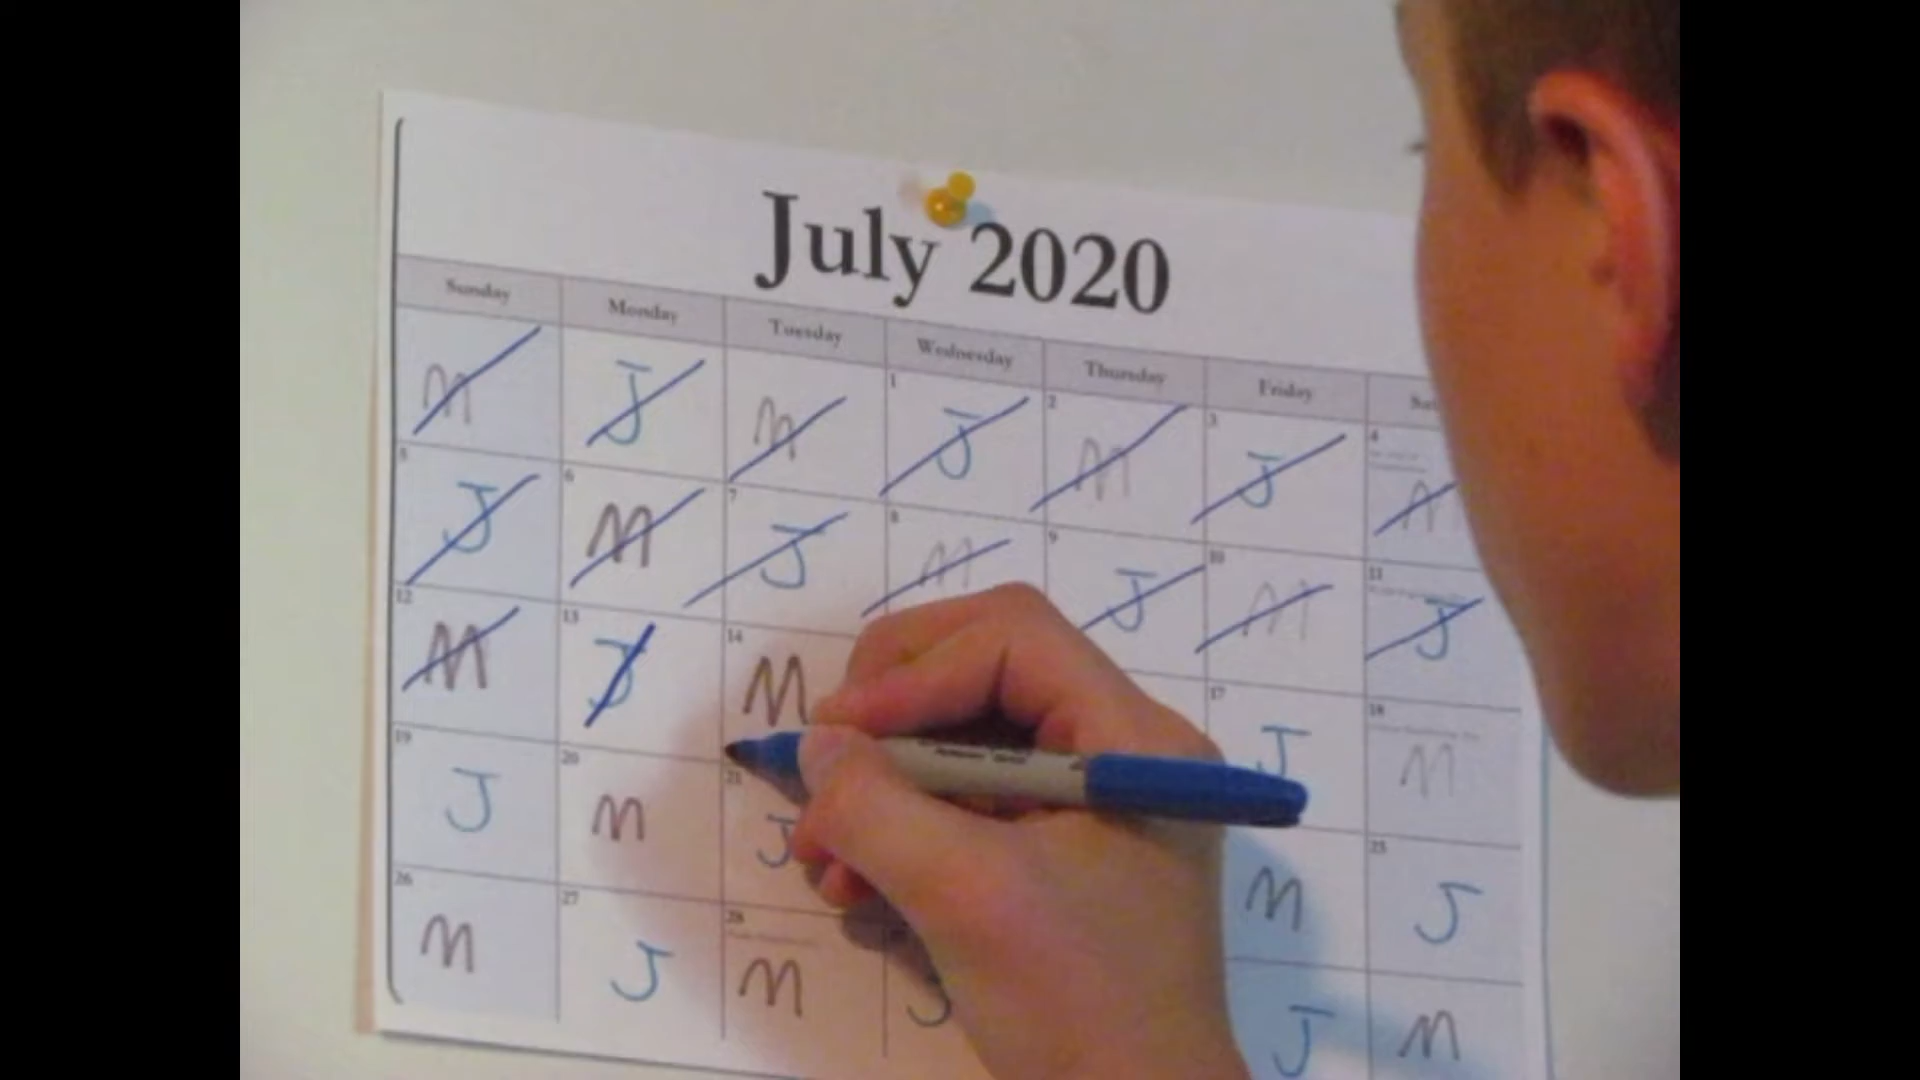 July 2020
Sunday Monday Tuesday Wednesday Thursday Friday
1 2 3 4
M J M J M J M
5 6 7 8 9 10 11
J M J M J M J
12 13 14 17 18
M J M J M
19 20 21 25
J M J M J
26 27 28
M J M J J M